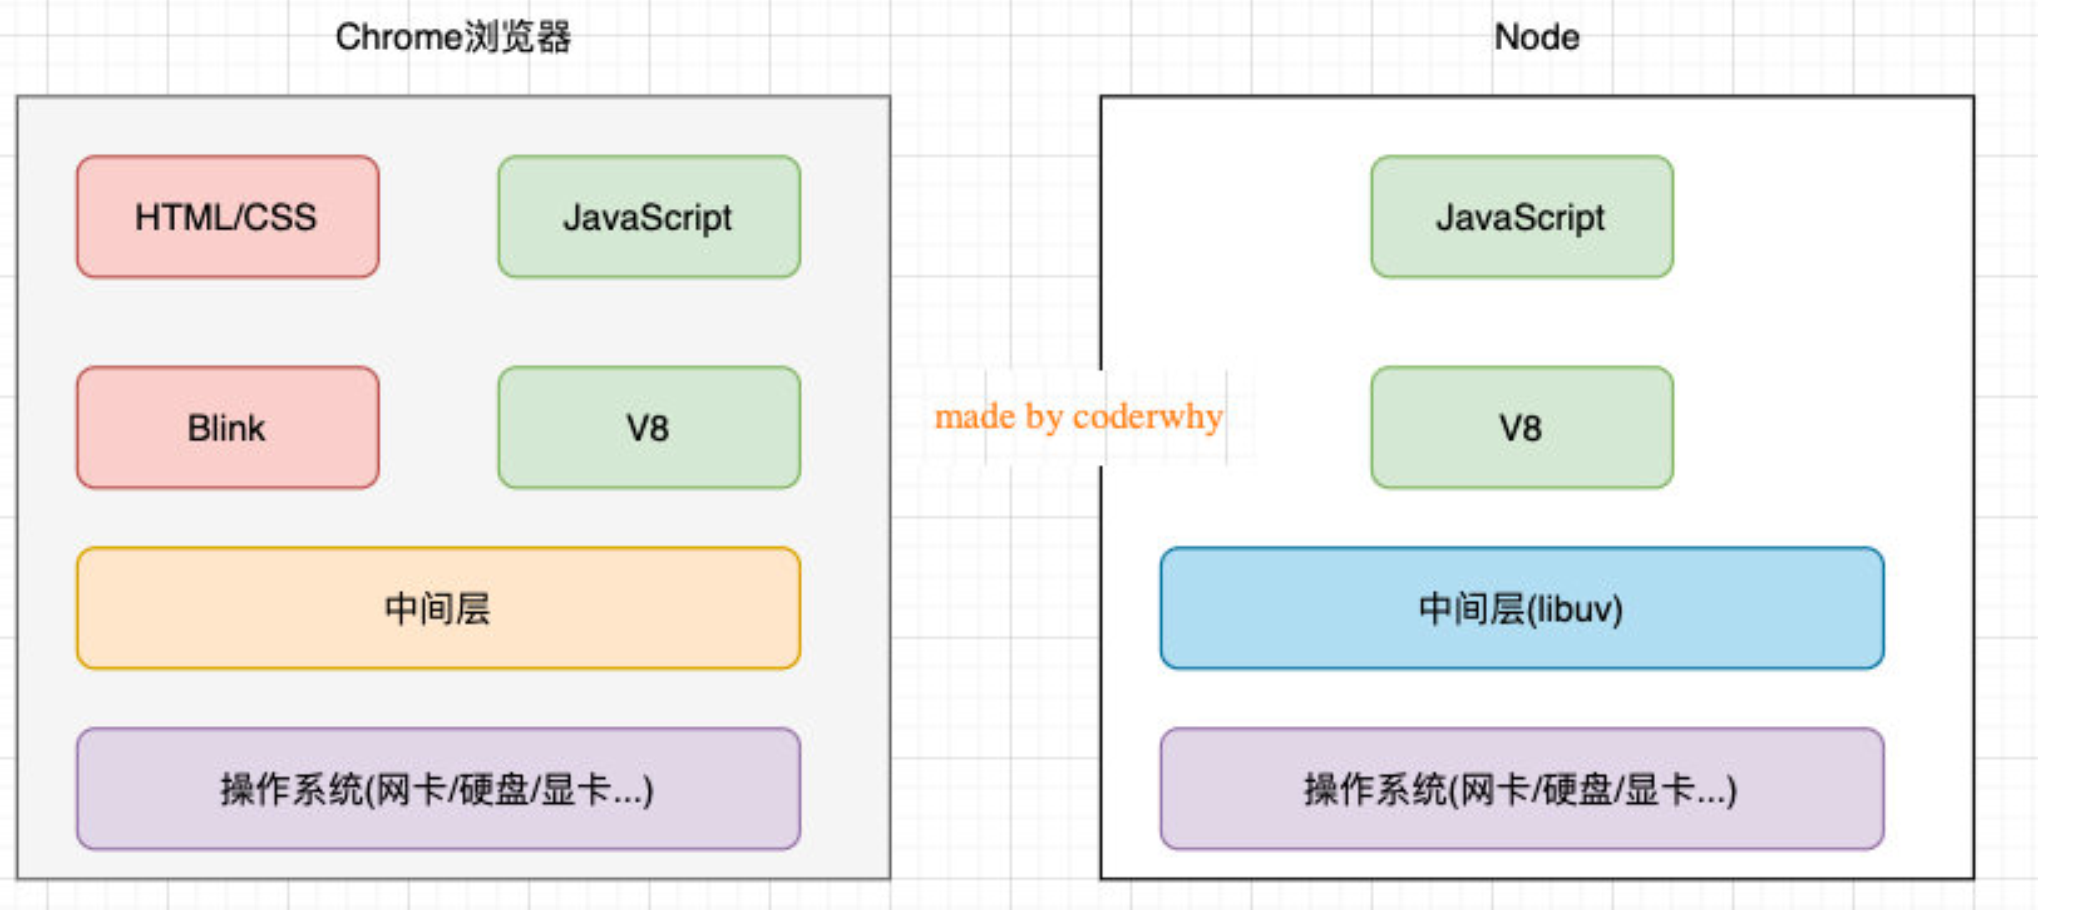 Chrome浏览器
HTML/CSS
JavaScript
Blink
V8
中间层
操作系统(网卡/硬盘/显卡...)
made by coderwhy
Node
JavaScript
V8
中间层(libuv)
操作系统(网卡/硬盘/显卡...)